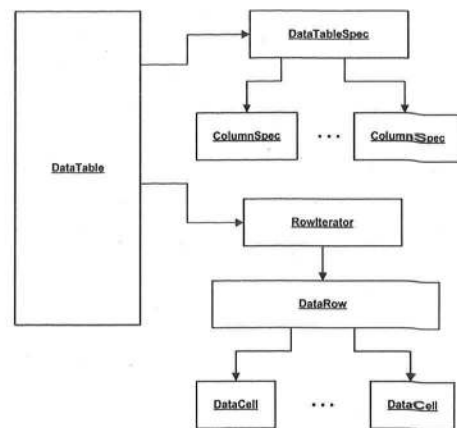 DataTableSpec
ColumnSpec ... ColumnSpec
DataTable
RowIterator
DataRow
DataCell ... DataCell